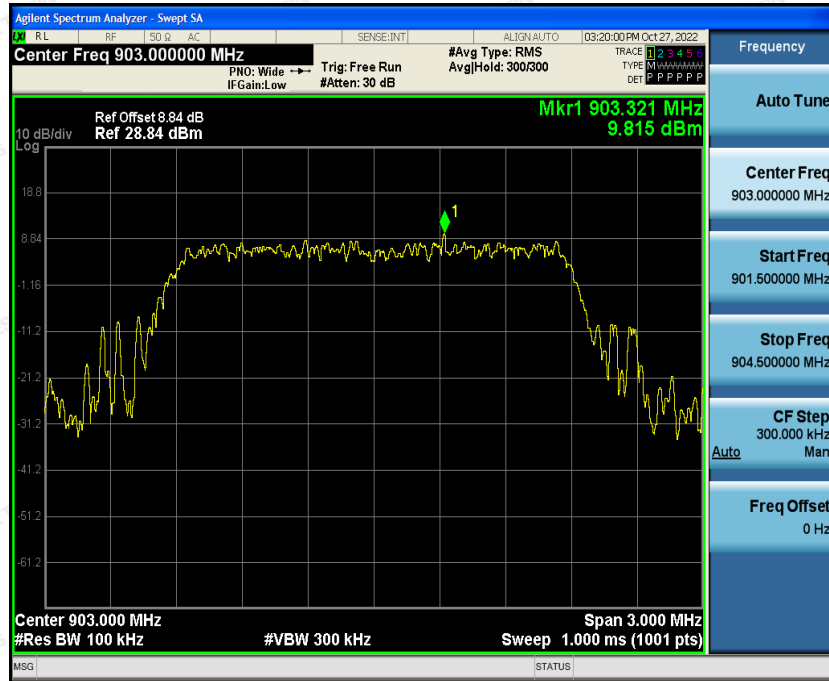 Agilent Spectrum Analyzer - Swept SA
LXI RL RF 50 Ω AC SENSE:INT ALIGN AUTO 03:20:00 PM Oct 27, 2022
Center Freq 903.000000 MHz
PNO: Wide
IFGain:Low
Trig: Free Run
#Atten: 30 dB
#Avg Type: RMS
Avg|Hold: 300/300
TRACE 1 2 3 4 5 6
TYPE M WWWWW
DET P P P P P P
Frequency
Auto Tune
Center Freq
903.000000 MHz
Start Freq
901.500000 MHz
Stop Freq
904.500000 MHz
CF Step
300.000 kHz
Auto Man
Freq Offset
0 Hz
Mkr1 903.321 MHz
9.815 dBm
Ref Offset 8.84 dB
10 dB/div Ref 28.84 dBm
Log
18.8
8.84
-1.16
-11.2
-21.2
-31.2
-41.2
-51.2
-61.2
1
Center 903.000 MHz Span 3.000 MHz
#Res BW 100 kHz #VBW 300 kHz Sweep 1.000 ms (1001 pts)
MSG STATUS